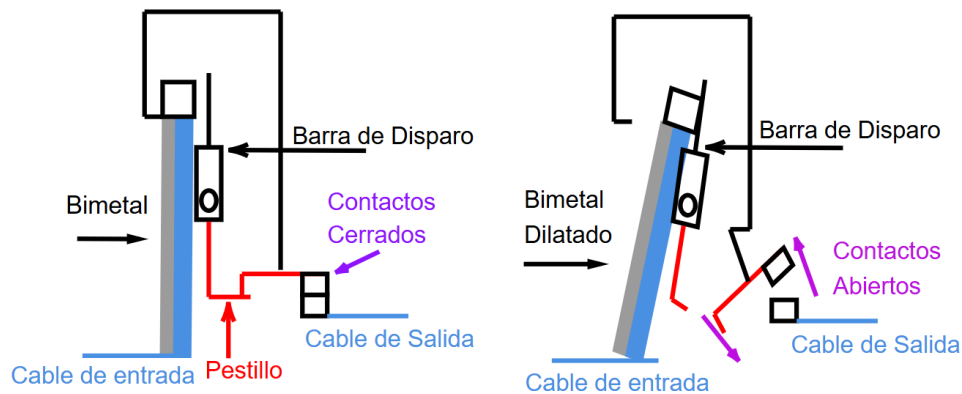 Barra de Disparo
Bimetal
Contactos
Cerrados
Cable de Salida
Cable de entrada
Pestillo
Barra de Disparo
Bimetal
Dilatado
Contactos
Abiertos
Cable de Salida
Cable de entrada